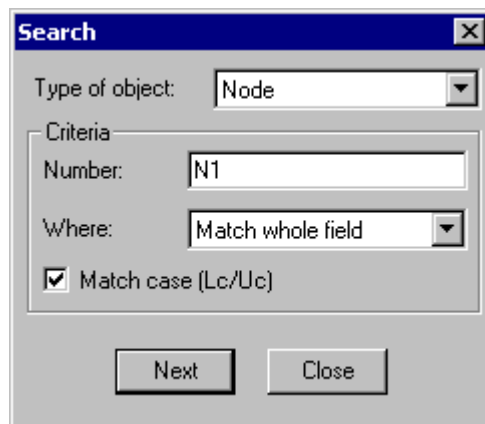 Search
Type of object: Node
Criteria
Number: N1
Where: Match whole field
Match case (Lc/Uc)
Next Close